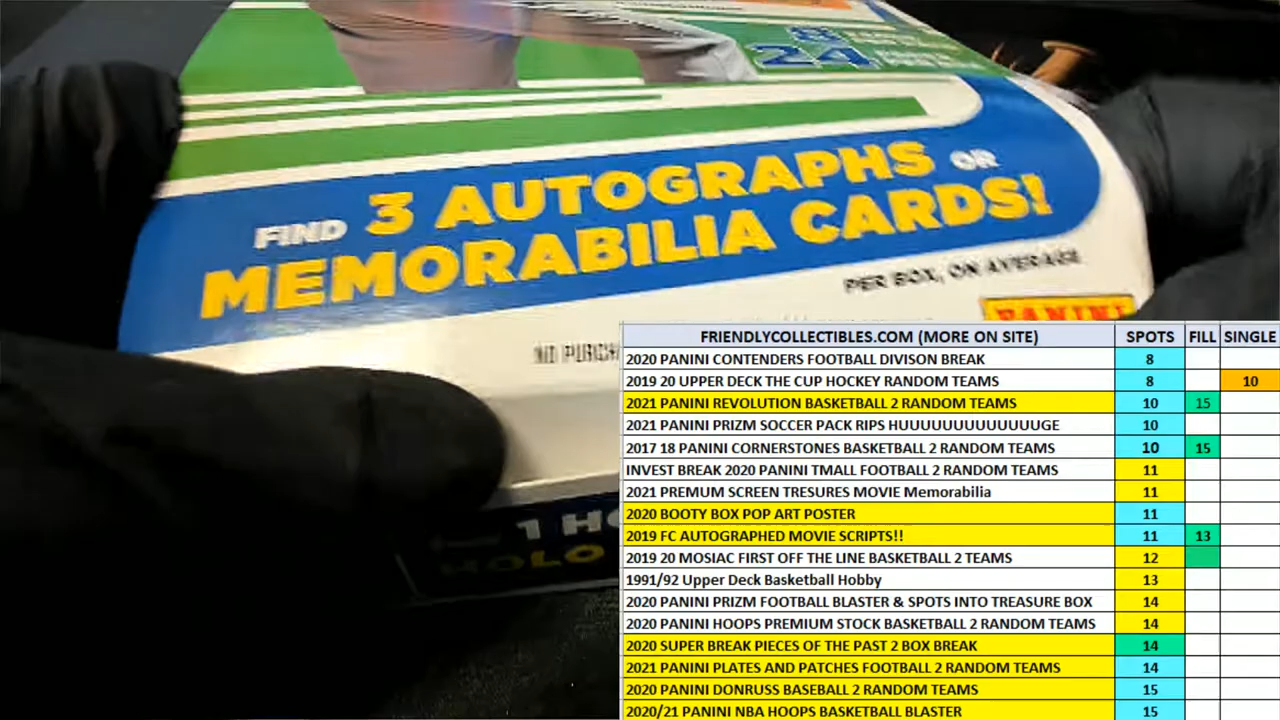 8
24
FIND 3 AUTOGRAPHS OR
MEMORABILIA CARDS!
PER BOX, ON AVERAGE
PANINI
NO PURCH
1 HO
HOLO
FRIENDLYCOLLECTIBLES.COM (MORE ON SITE) SPOTS FILL SINGLE
2020 PANINI CONTENDERS FOOTBALL DIVISON BREAK 8
2019 20 UPPER DECK THE CUP HOCKEY RANDOM TEAMS 8 10
2021 PANINI REVOLUTION BASKETBALL 2 RANDOM TEAMS 10 15
2021 PANINI PRIZM SOCCER PACK RIPS HUUUUUUUUUUUUUGE 10
2017 18 PANINI CORNERSTONES BASKETBALL 2 RANDOM TEAMS 10 15
INVEST BREAK 2020 PANINI TMALL FOOTBALL 2 RANDOM TEAMS 11
2021 PREMUM SCREEN TRESURES MOVIE Memorabilia 11
2020 BOOTY BOX POP ART POSTER 11
2019 FC AUTOGRAPHED MOVIE SCRIPTS!! 11 13
2019 20 MOSIAC FIRST OFF THE LINE BASKETBALL 2 TEAMS 12
1991/92 Upper Deck Basketball Hobby 13
2020 PANINI PRIZM FOOTBALL BLASTER & SPOTS INTO TREASURE BOX 14
2020 PANINI HOOPS PREMIUM STOCK BASKETBALL 2 RANDOM TEAMS 14
2020 SUPER BREAK PIECES OF THE PAST 2 BOX BREAK 14
2021 PANINI PLATES AND PATCHES FOOTBALL 2 RANDOM TEAMS 14
2020 PANINI DONRUSS BASEBALL 2 RANDOM TEAMS 15
2020/21 PANINI NBA HOOPS BASKETBALL BLASTER 15